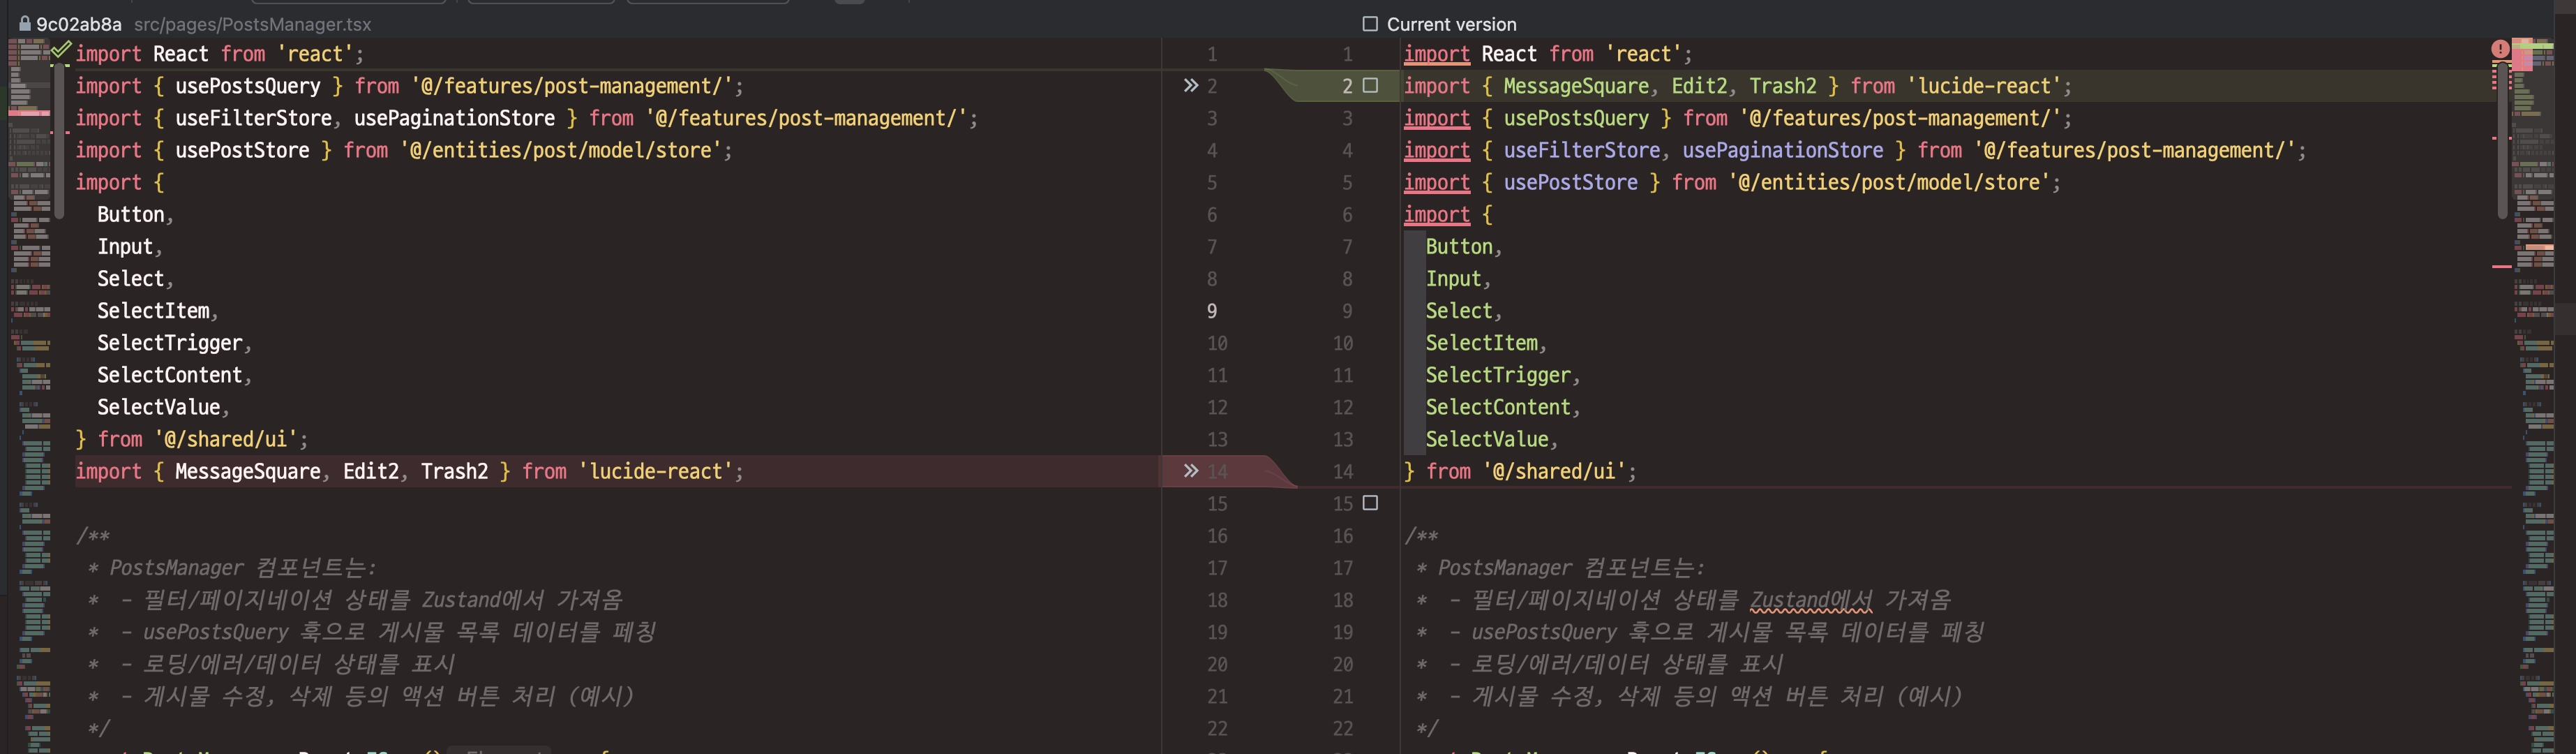 9c02ab8a src/pages/PostsManager.tsx
import React from 'react';
import { usePostsQuery } from '@/features/post-management/';
import { useFilterStore, usePaginationStore } from '@/features/post-management/';
import { usePostStore } from '@/entities/post/model/store';
import {
Button,
Input,
Select,
SelectItem,
SelectTrigger,
SelectContent,
SelectValue,
} from '@/shared/ui';
import { MessageSquare, Edit2, Trash2 } from 'lucide-react';
/**
* PostsManager 컴포넌트는:
* - 필터/페이지네이션 상태를 Zustand에서 가져옴
* - usePostsQuery 훅으로 게시물 목록 데이터를 페칭
* - 로딩/에러/데이터 상태를 표시
* - 게시물 수정, 삭제 등의 액션 버튼 처리 (예시)
*/
1
2
3
4
5
6
7
8
9
10
11
12
13
14
15
16
17
18
19
20
21
22
Current version
1
2
3
4
5
6
7
8
9
10
11
12
13
14
15
16
17
18
19
20
21
22
import React from 'react';
import { MessageSquare, Edit2, Trash2 } from 'lucide-react';
import { usePostsQuery } from '@/features/post-management/';
import { useFilterStore, usePaginationStore } from '@/features/post-management/';
import { usePostStore } from '@/entities/post/model/store';
import {
Button,
Input,
Select,
SelectItem,
SelectTrigger,
SelectContent,
SelectValue,
} from '@/shared/ui';
/**
* PostsManager 컴포넌트는:
* - 필터/페이지네이션 상태를 Zustand에서 가져옴
* - usePostsQuery 훅으로 게시물 목록 데이터를 페칭
* - 로딩/에러/데이터 상태를 표시
* - 게시물 수정, 삭제 등의 액션 버튼 처리 (예시)
*/